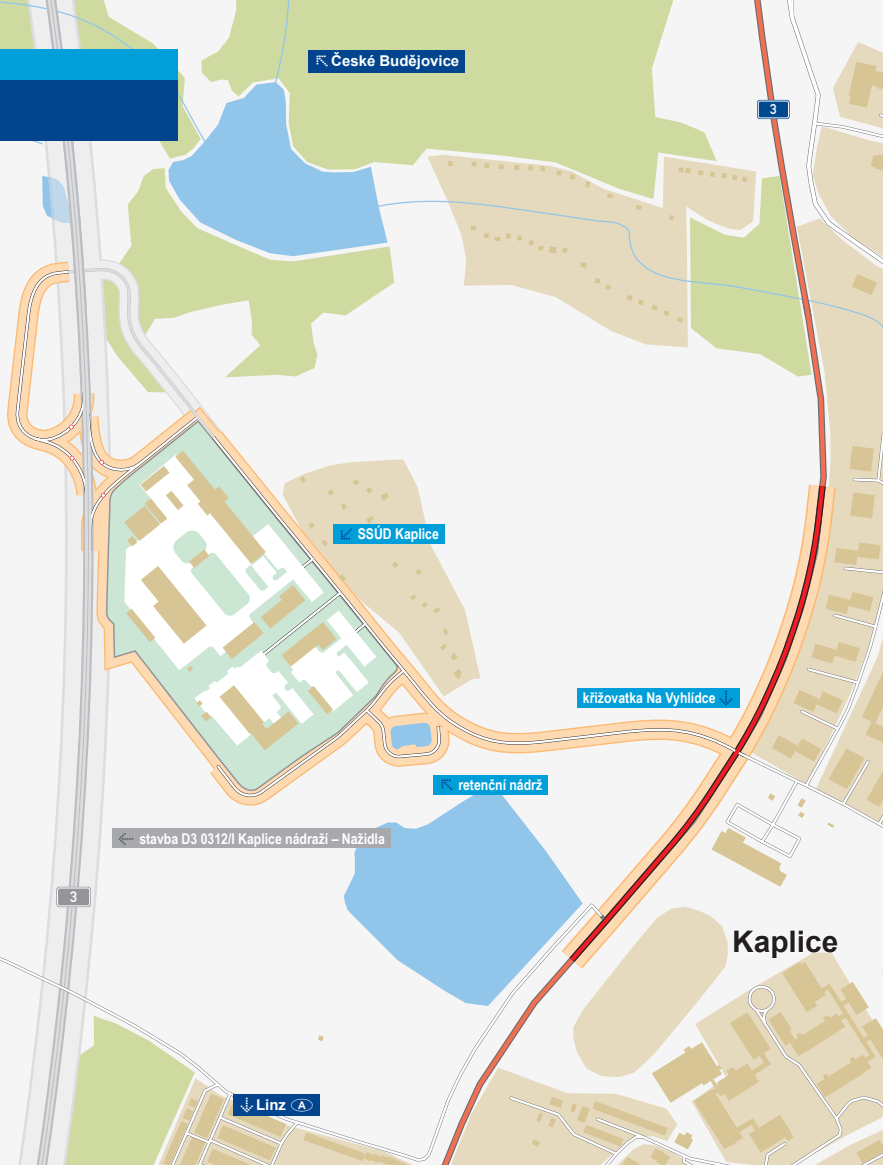 České Budějovice
3
SSÚD Kaplice
křižovatka Na Vyhlídce
retenční nádrž
stavba D3 0312/I Kaplice nádraží – Nažidla
3
Kaplice
Linz A